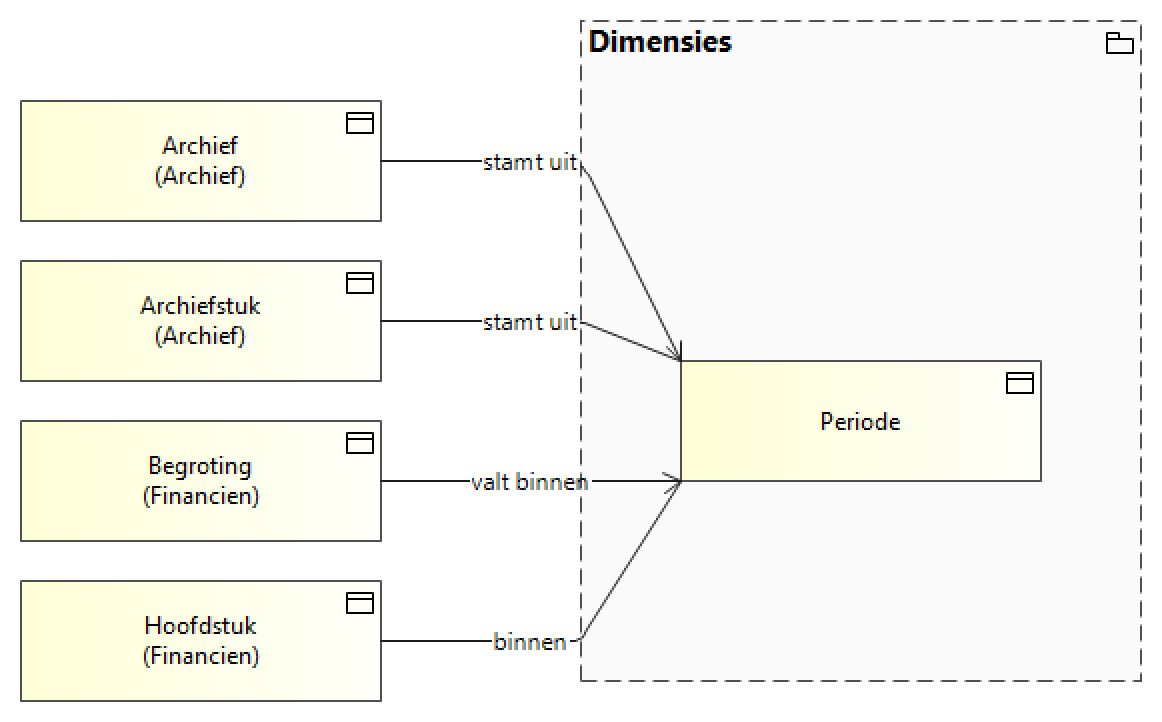 Dimensies
Archief
(Archief)
stamt uit
Archiefstuk
(Archief)
stamt uit
Periode
Begroting
(Financien)
valt binnen
Hoofdstuk
(Financien)
binnen